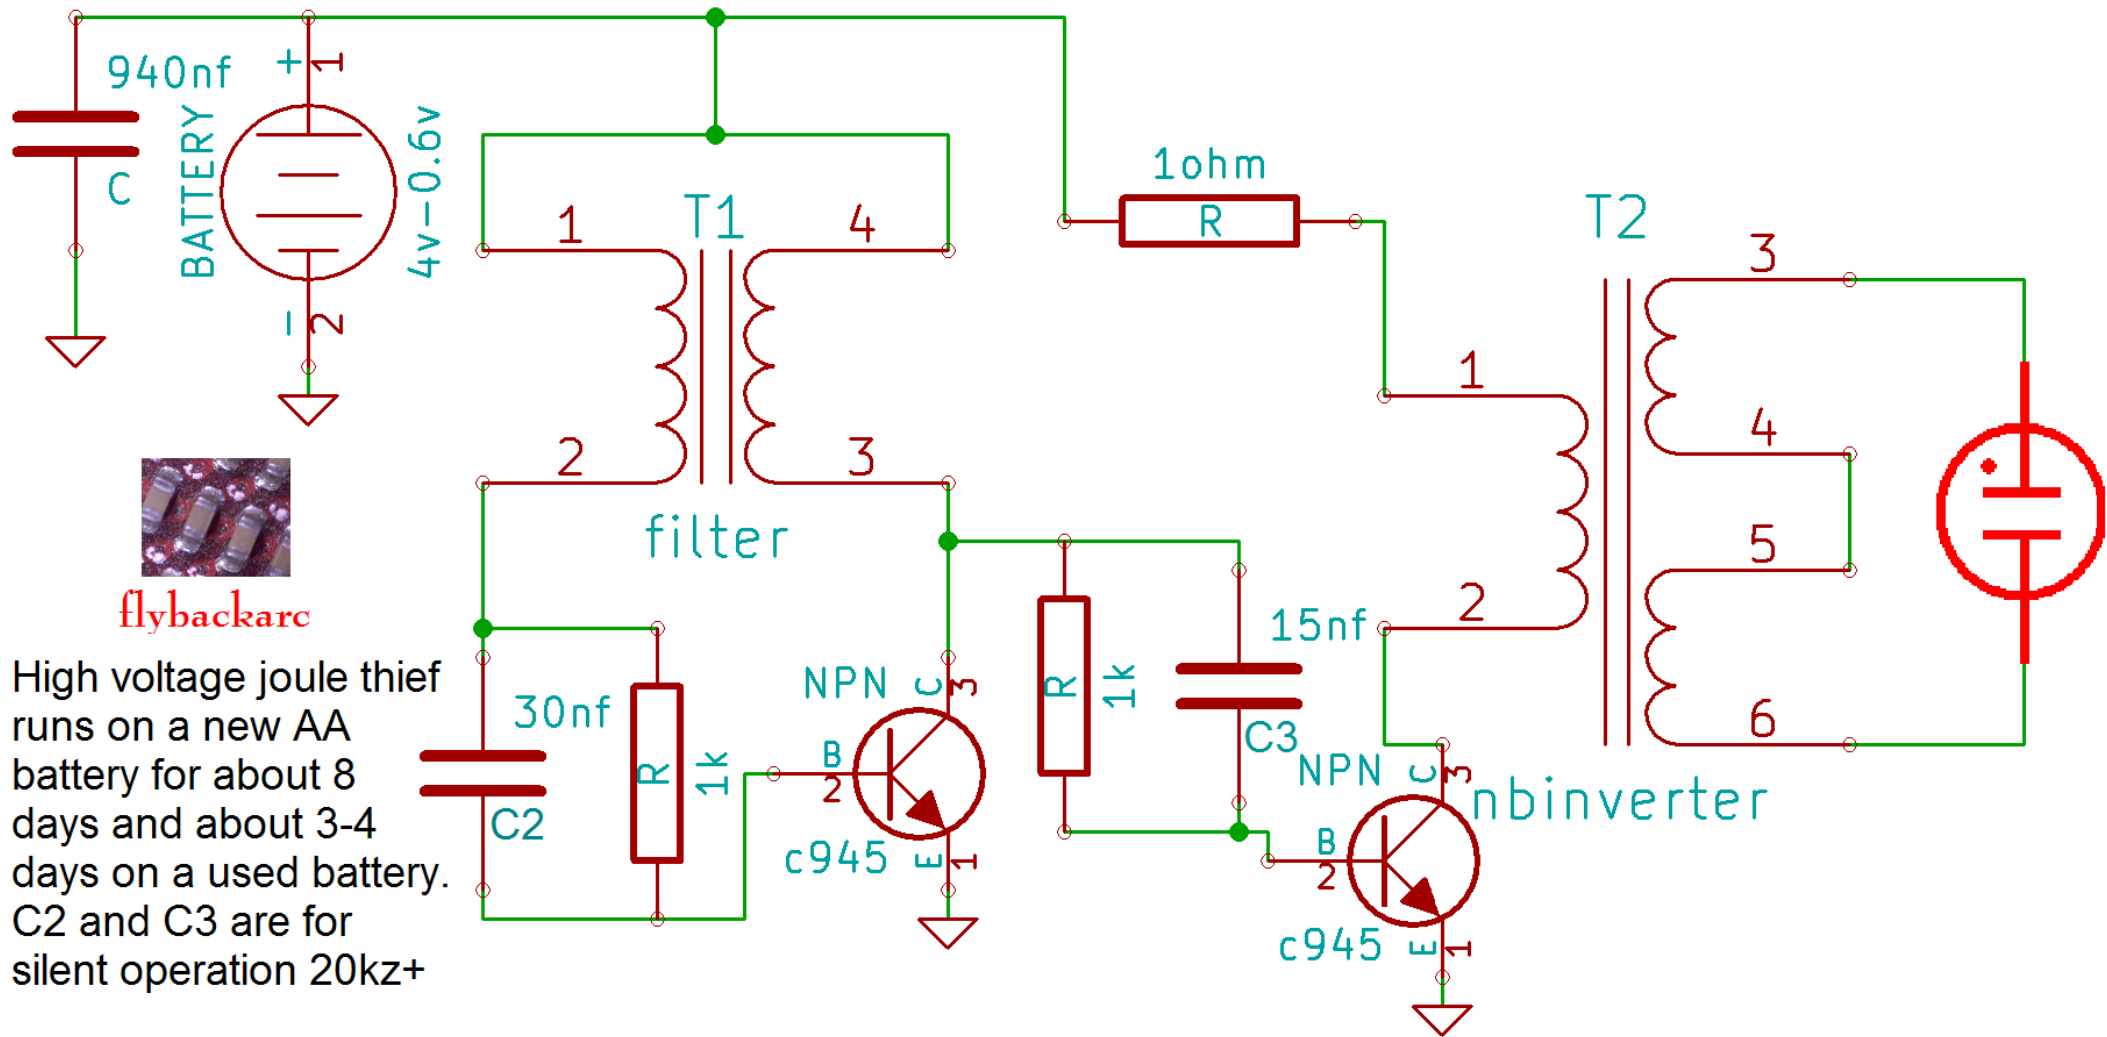 940nf
C
BATTERY
+
1
4v-0.6v
−
2
T1
1
4
2
3
filter
1ohm
R
T2
1
2
3
4
5
6
flybackarc
High voltage joule thief
runs on a new AA
battery for about 8
days and about 3-4
days on a used battery.
C2 and C3 are for
silent operation 20kz+
30nf
C2
R
1k
NPN
C
3
B
2
E
1
c945
R
1k
15nf
C3
NPN
C
3
B
2
E
1
c945
nbinverter